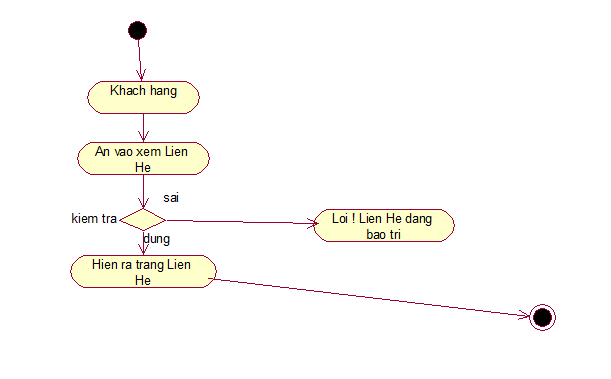 Khach hang
An vao xem Lien
He
sai
kiem tra
Loi ! Lien He dang
bao tri
dung
Hien ra trang Lien
He